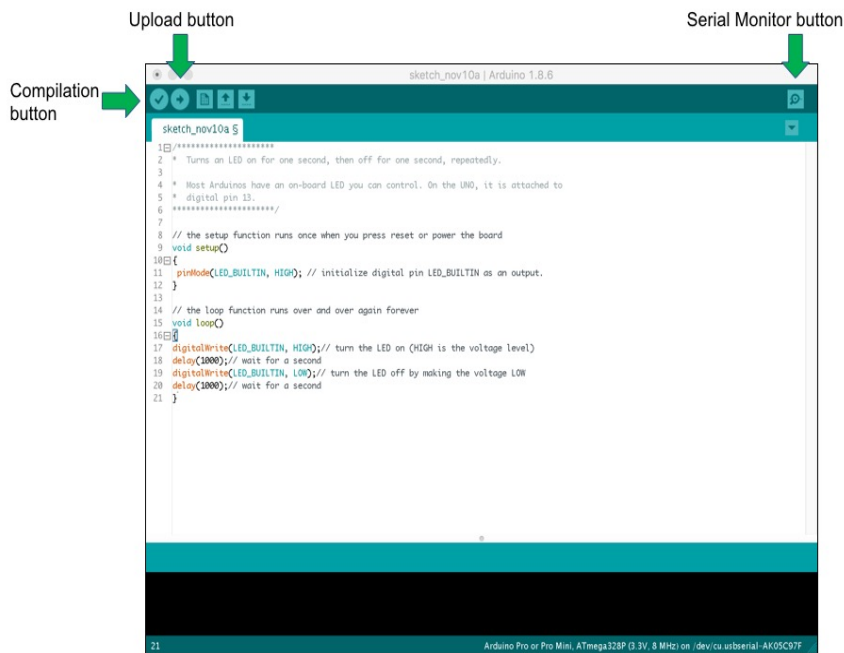 Upload button
Serial Monitor button
Compilation
button
sketch_nov10a | Arduino 1.8.6
sketch_nov10a §
1 /*********************
2 * Turns an LED on for one second, then off for one second, repeatedly.
3
4 * Most Arduinos have an on-board LED you can control. On the UNO, it is attached to
5 * digital pin 13.
6 **********************/
7
8 // the setup function runs once when you press reset or power the board
9 void setup()
10 {
11 pinMode(LED_BUILTIN, HIGH); // initialize digital pin LED_BUILTIN as an output.
12 }
13
14 // the loop function runs over and over again forever
15 void loop()
16 {
17 digitalWrite(LED_BUILTIN, HIGH);// turn the LED on (HIGH is the voltage level)
18 delay(1000);// wait for a second
19 digitalWrite(LED_BUILTIN, LOW);// turn the LED off by making the voltage LOW
20 delay(1000);// wait for a second
21 }
21
Arduino Pro or Pro Mini, ATmega328P (3.3V, 8 MHz) on /dev/cu.usbserial-AK05C97F